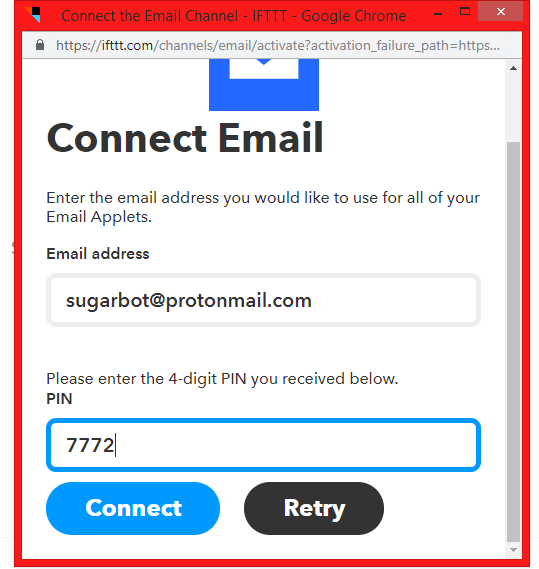 Connect the Email Channel - IFTTT - Google Chrome
https://ifttt.com/channels/email/activate?activation_failure_path=https...
Connect Email
Enter the email address you would like to use for all of your
Email Applets.
Email address
sugarbot@protonmail.com
Please enter the 4-digit PIN you received below.
PIN
7772
Connect Retry